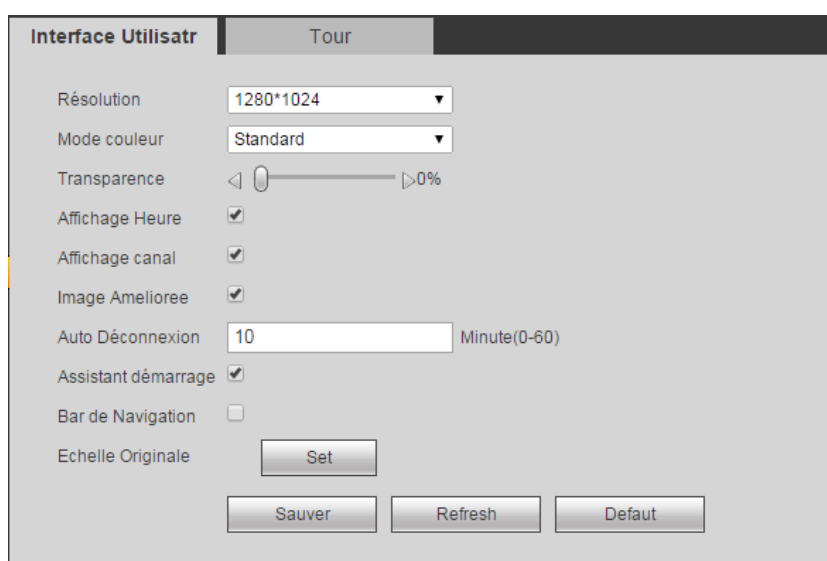 Interface Utilisatr Tour
Résolution 1280*1024
Mode couleur Standard
Transparence 0%
Affichage Heure
Affichage canal
Image Amelioree
Auto Déconnexion 10 Minute(0-60)
Assistant démarrage
Bar de Navigation
Echelle Originale Set
Sauver Refresh Defaut